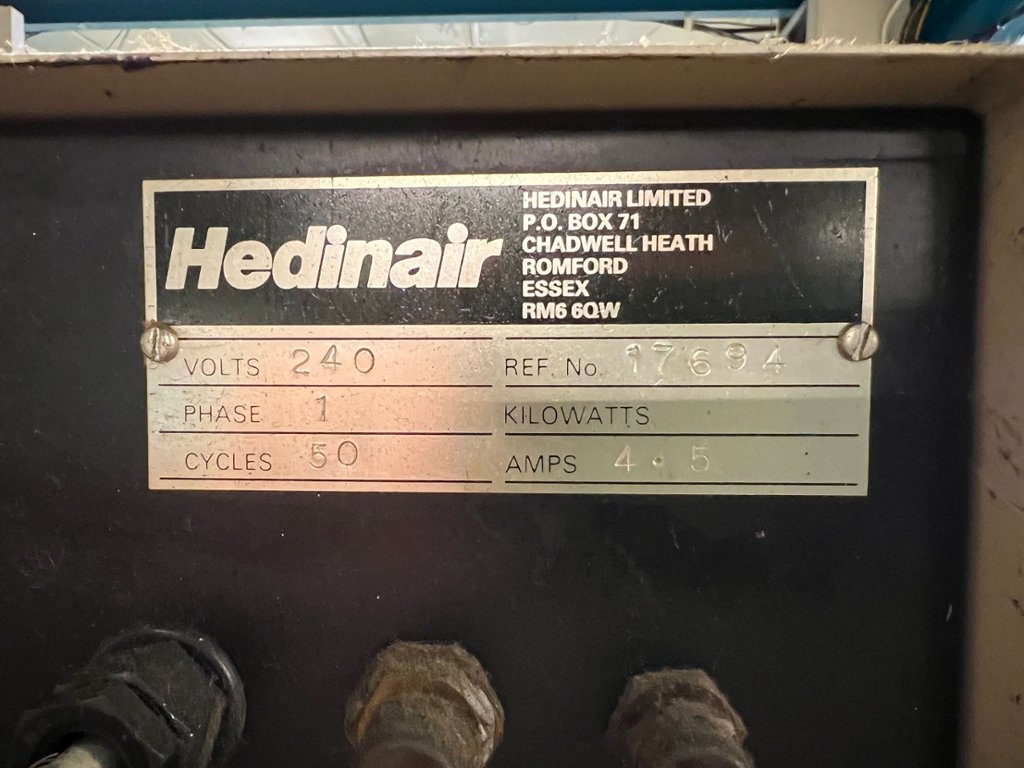 Hedinair
HEDINAIR LIMITED
P.O. BOX 71
CHADWELL HEATH
ROMFORD
ESSEX
RM6 6QW
VOLTS 240
REF. No. 17694
PHASE 1
KILOWATTS
CYCLES 50
AMPS 4.5